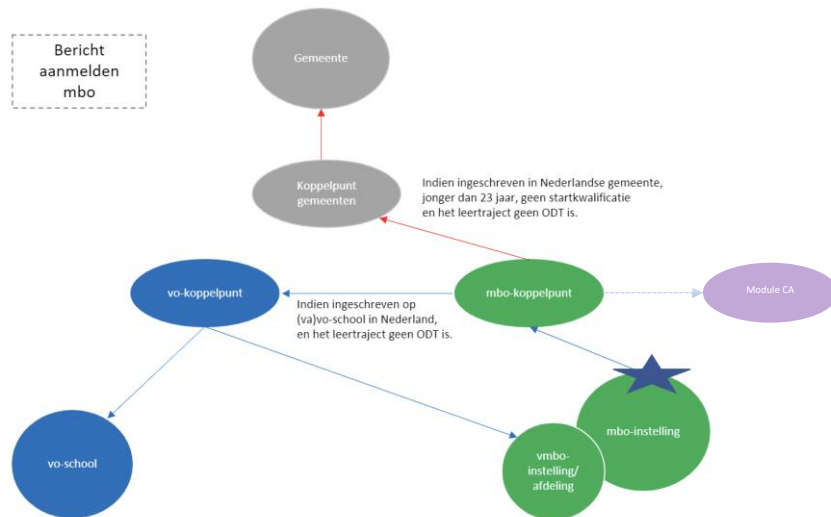 Bericht
aanmelden
mbo
Gemeente
Koppelpunt
gemeenten
Indien ingeschreven in Nederlandse gemeente,
jonger dan 23 jaar, geen startkwalificatie
en het leertraject geen ODT is.
vo-koppelpunt
mbo-koppelpunt
Module CA
Indien ingeschreven op
(va)vo-school in Nederland,
en het leertraject geen ODT is.
vo-school
vmbo-
instelling/
afdeling
mbo-instelling